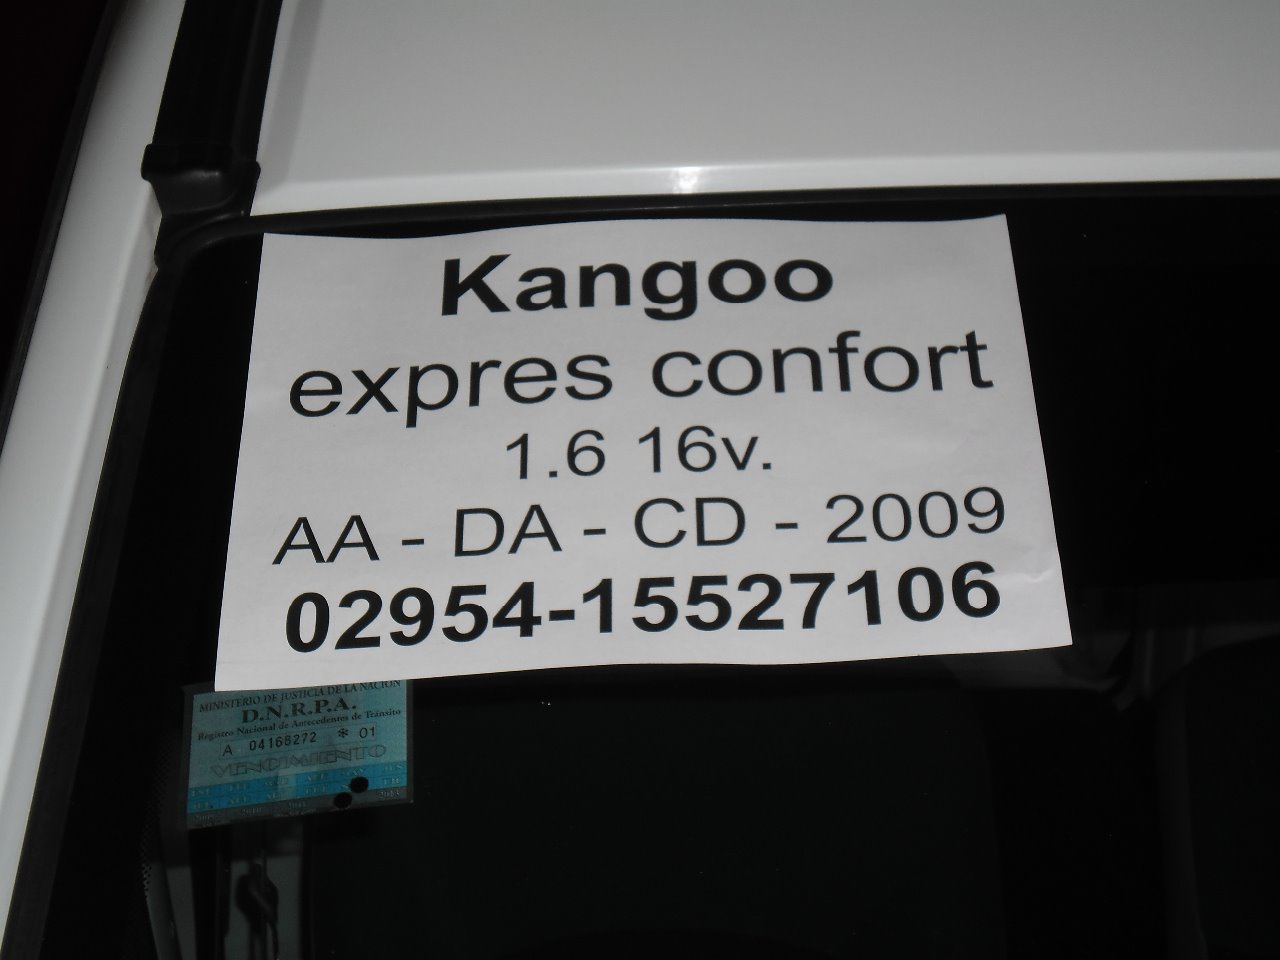 Kangoo
expres confort
1.6 16v.
AA - DA - CD - 2009
02954-15527106
MINISTERIO DE JUSTICIA DE LA NACION
D.N.R.P.A.
Registro Nacional de Antecedentes de Tránsito
A 04168272 * 01
VENCIMIENTO